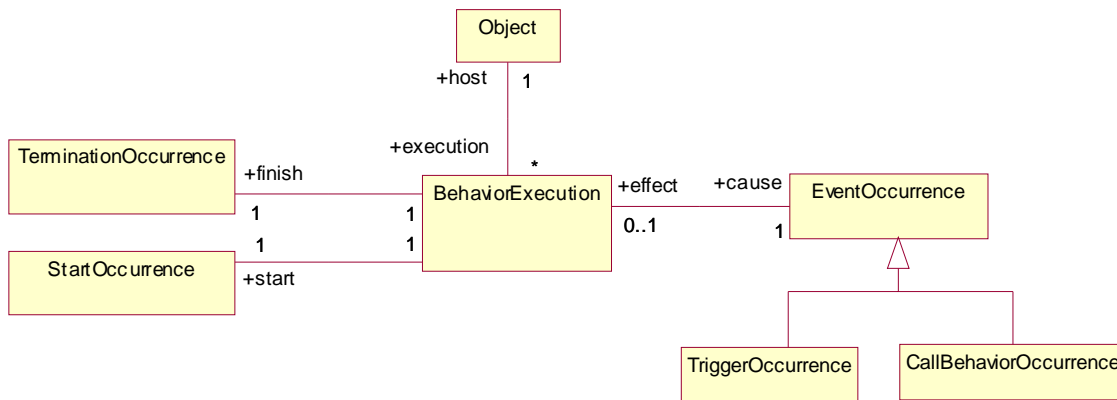 Object
+host
1
+execution
*
TerminationOccurrence
+finish
1
1
BehaviorExecution
+effect
+cause
0..1
1
EventOccurrence
StartOccurrence
1
1
+start
TriggerOccurrence
CallBehaviorOccurrence